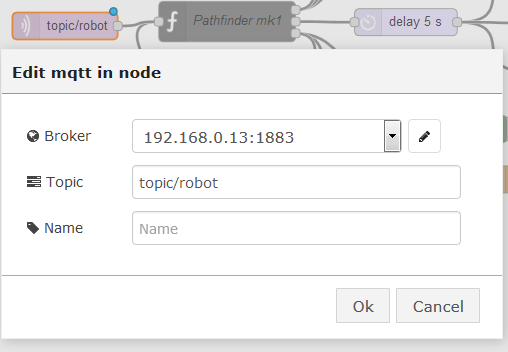 topic/robot
Pathfinder mk1
delay 5 s
Edit mqtt in node
Broker
192.168.0.13:1883
Topic
topic/robot
Name
Name
Ok
Cancel